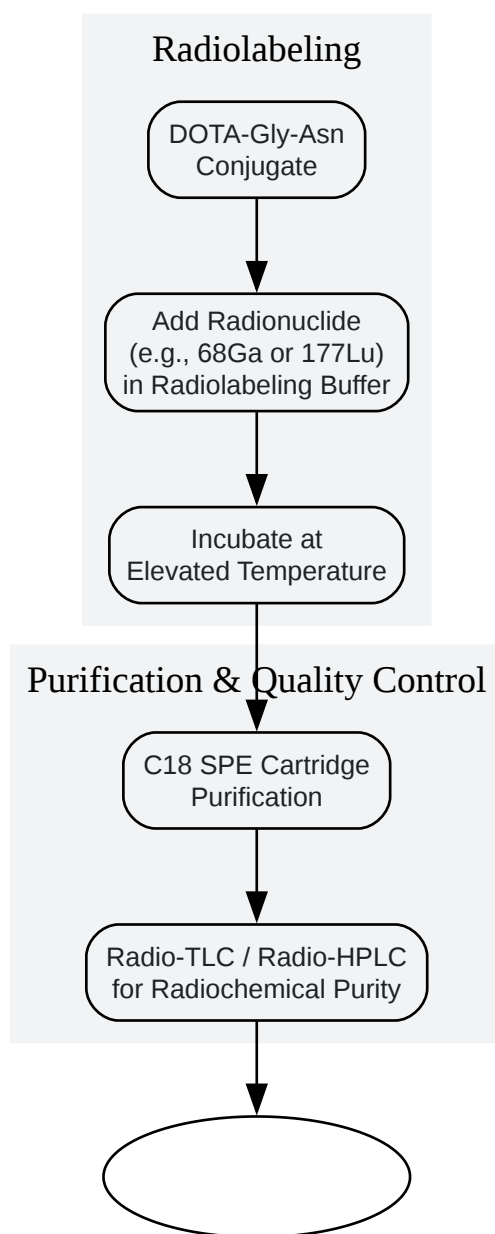 Radiolabeling
DOTA-Gly-Asn
Conjugate
Add Radionuclide
(e.g., 68Ga or 177Lu)
in Radiolabeling Buffer
Incubate at
Elevated Temperature
Purification & Quality Control
C18 SPE Cartridge
Purification
Radio-TLC / Radio-HPLC
for Radiochemical Purity